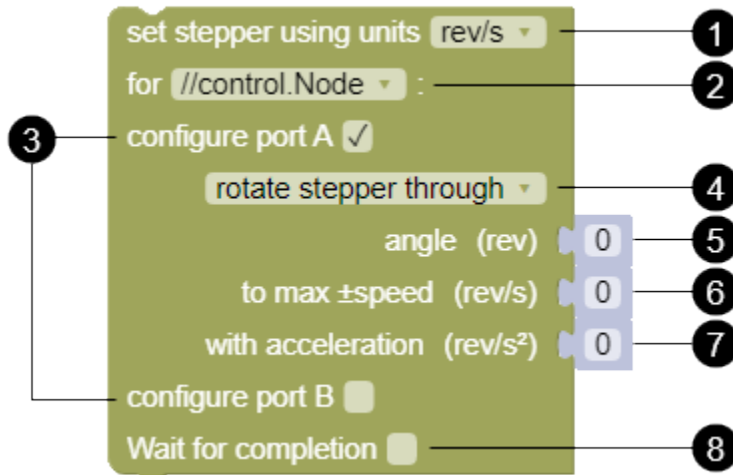 set stepper using units rev/s 1
for //control.Node : 2
3 configure port A ✓
rotate stepper through 4
angle (rev) 0 5
to max ±speed (rev/s) 0 6
with acceleration (rev/s²) 0 7
configure port B
Wait for completion 8